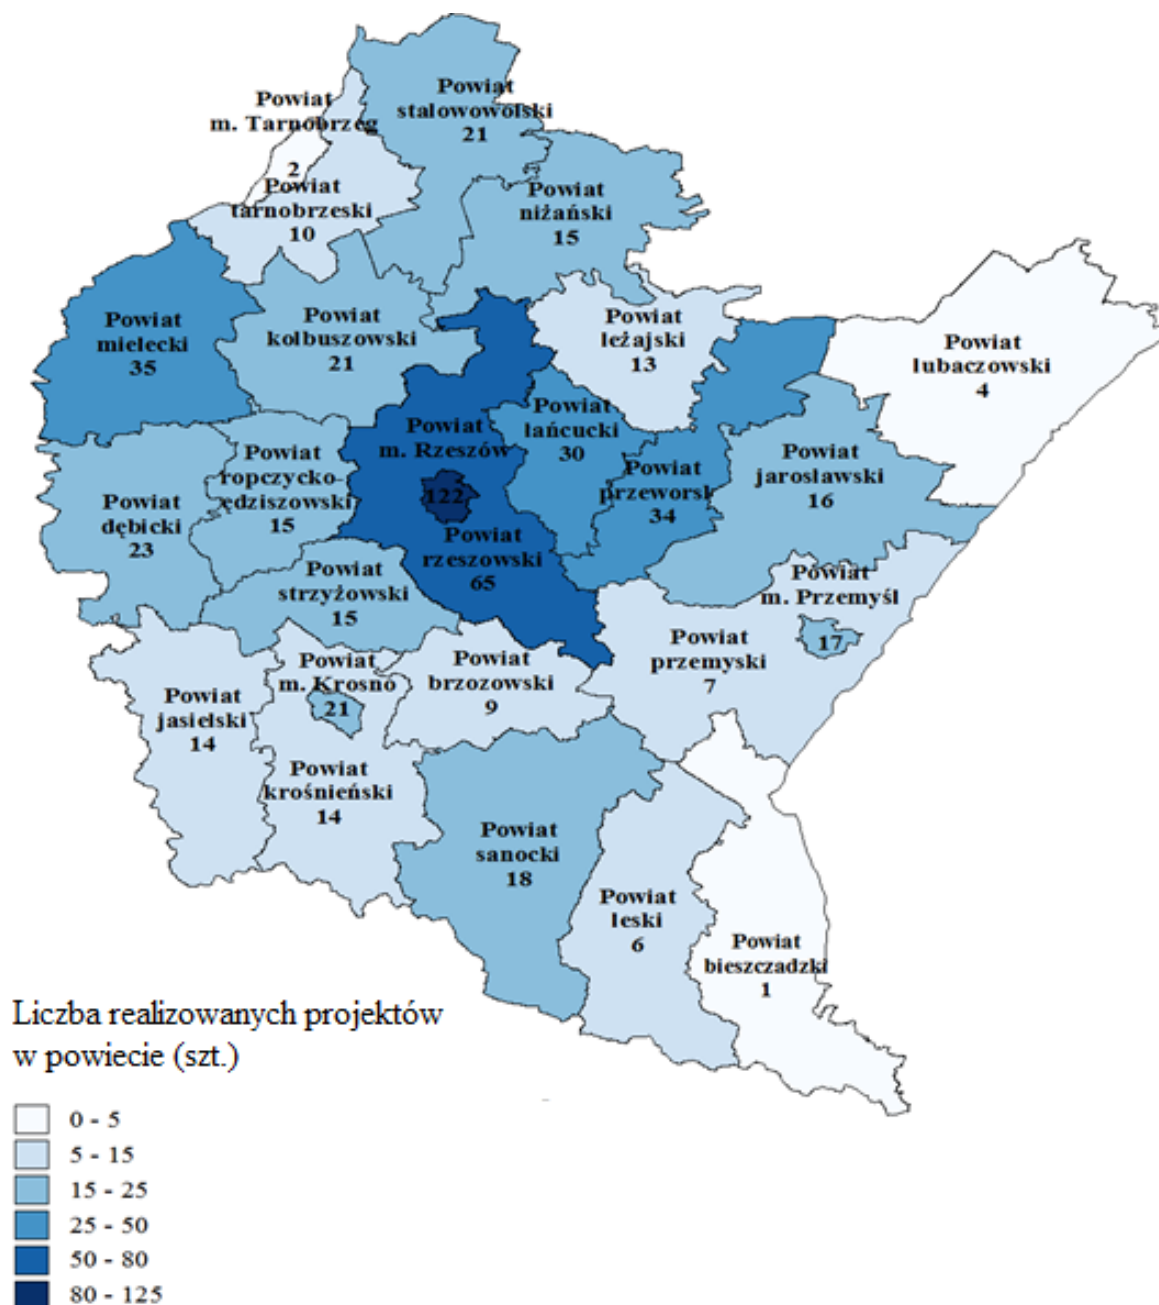 Powiat
stalowowolski
21
Powiat
m. Tarnobrzeg
2
Powiat
tarnobrzeski
10
Powiat
niżański
15
Powiat
mielecki
35
Powiat
kolbuszowski
21
Powiat
leżajski
13
Powiat
lubaczowski
4
Powiat
łańcucki
30
Powiat
m. Rzeszów
122
Powiat
rzeszowski
65
Powiat
przeworsk
34
Powiat
jarosławski
16
Powiat
ropczycko-
ędziszowski
15
Powiat
dębicki
23
Powiat
strzyżowski
15
Powiat
m. Przemyśl
17
Powiat
przemyski
7
Powiat
m. Krosno
21
Powiat
brzozowski
9
Powiat
jasielski
14
Powiat
krośnieński
14
Powiat
sanocki
18
Powiat
leski
6
Powiat
bieszczadzki
1
Liczba realizowanych projektów
w powiecie (szt.)
0 - 5
5 - 15
15 - 25
25 - 50
50 - 80
80 - 125